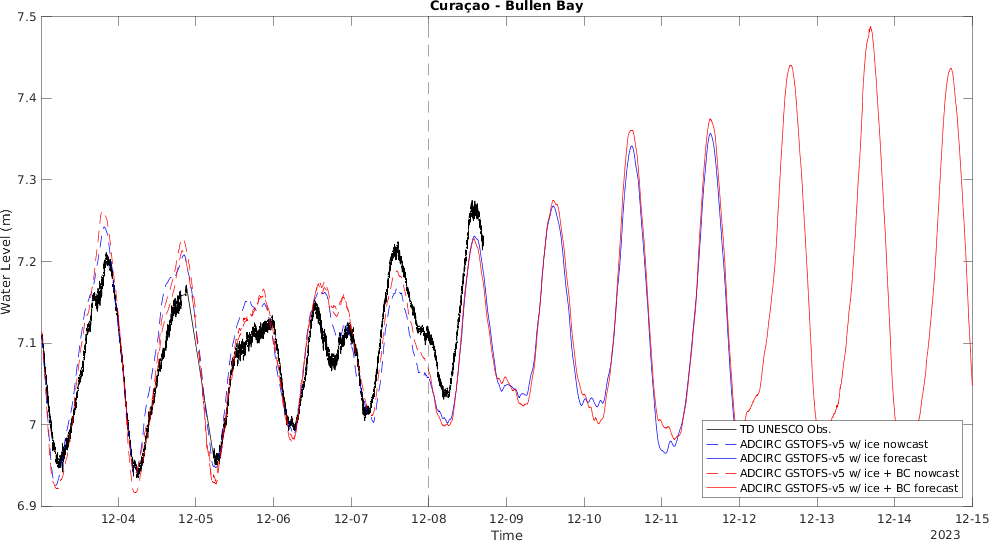 Curaçao - Bullen Bay
7.5
7.4
7.3
7.2
7.1
7
6.9
Water Level (m)
TD UNESCO Obs.
ADCIRC GSTOFS-v5 w/ ice nowcast
ADCIRC GSTOFS-v5 w/ ice forecast
ADCIRC GSTOFS-v5 w/ ice + BC nowcast
ADCIRC GSTOFS-v5 w/ ice + BC forecast
12-04 12-05 12-06 12-07 12-08 12-09 12-10 12-11 12-12 12-13 12-14 12-15
Time
2023